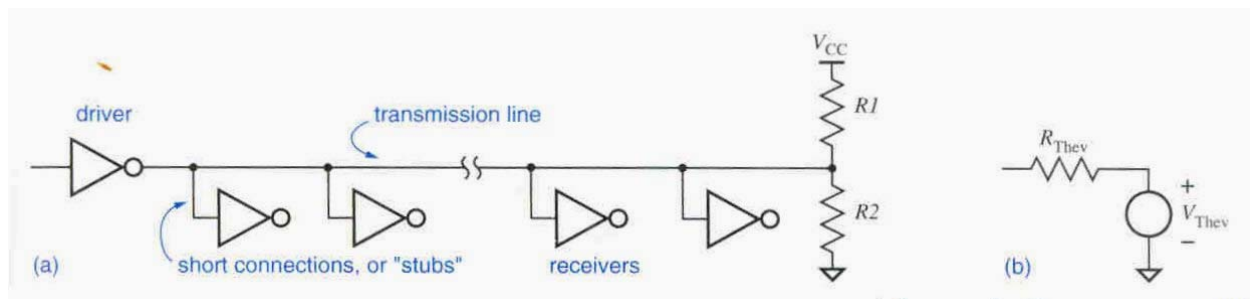 V_CC
R1
driver
transmission line
R_Thev
+
V_Thev
−
R2
(a)
short connections, or "stubs"
receivers
(b)